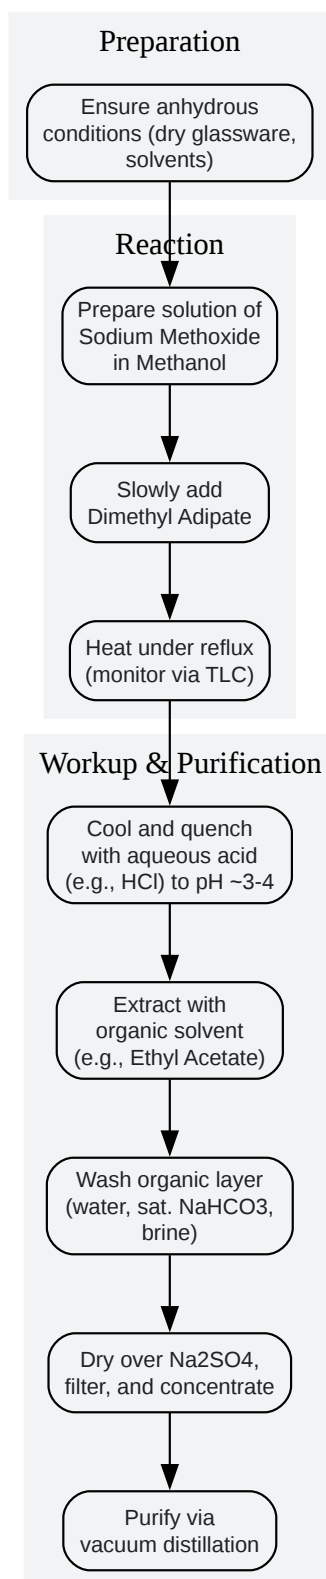 Preparation
Ensure anhydrous
conditions (dry glassware,
solvents)
Reaction
Prepare solution of
Sodium Methoxide
in Methanol
Slowly add
Dimethyl Adipate
Heat under reflux
(monitor via TLC)
Workup & Purification
Cool and quench
with aqueous acid
(e.g., HCl) to pH ~3-4
Extract with
organic solvent
(e.g., Ethyl Acetate)
Wash organic layer
(water, sat. NaHCO3,
brine)
Dry over Na2SO4,
filter, and concentrate
Purify via
vacuum distillation